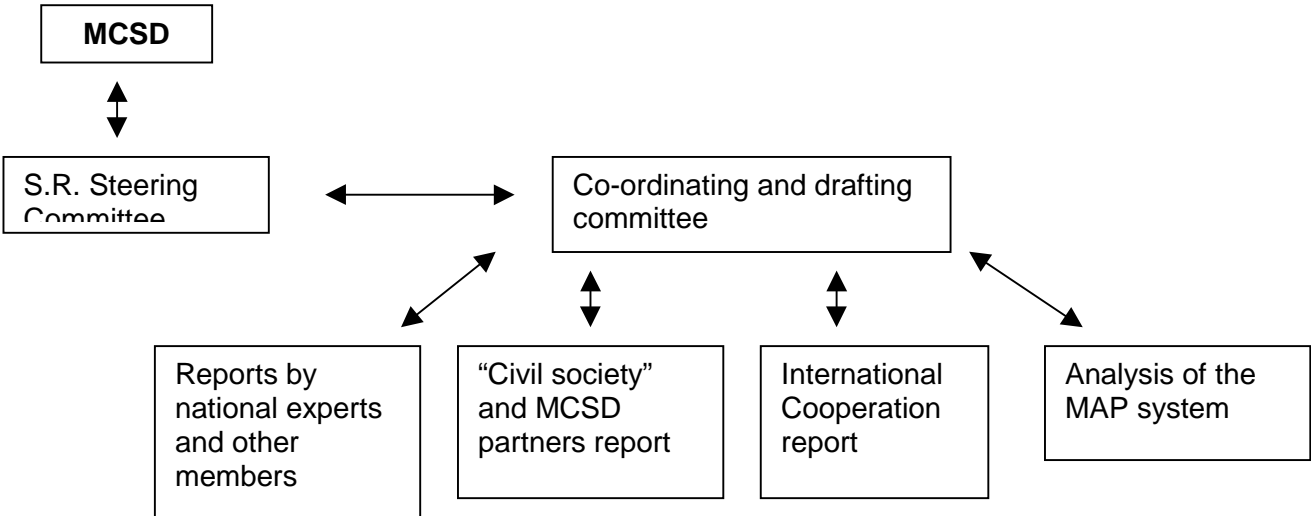 MCSD
S.R. Steering
Committee
Co-ordinating and drafting
committee
Reports by
national experts
and other
members
“Civil society”
and MCSD
partners report
International
Cooperation
report
Analysis of the
MAP system